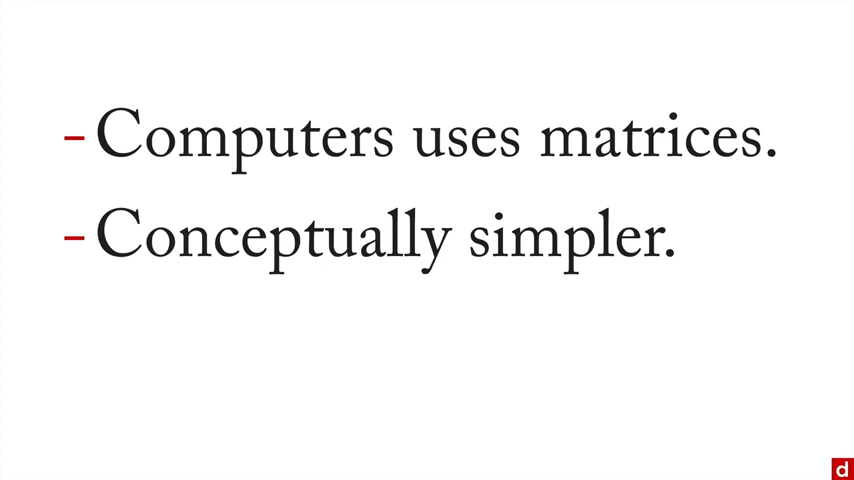 - Computers uses matrices.
- Conceptually simpler.
d